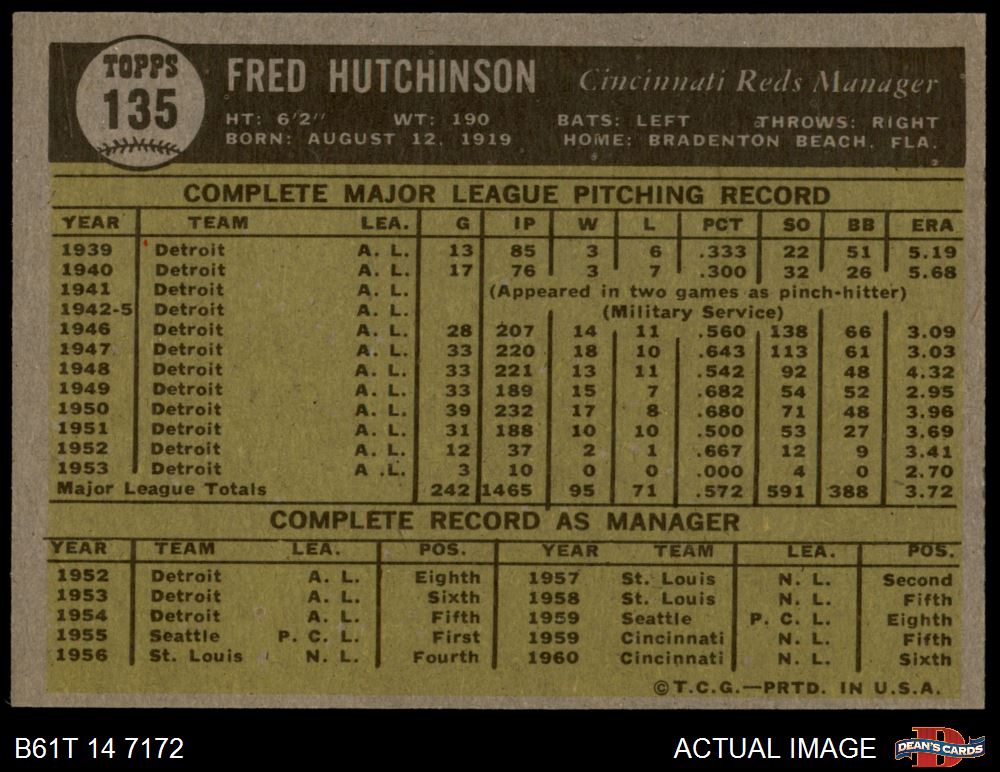 TOPPS
135
FRED HUTCHINSON Cincinnati Reds Manager
HT: 6'2" WT: 190 BATS: LEFT THROWS: RIGHT
BORN: AUGUST 12, 1919 HOME: BRADENTON BEACH, FLA.
COMPLETE MAJOR LEAGUE PITCHING RECORD
YEAR TEAM LEA. G IP W L PCT SO BB ERA
1939 Detroit A. L. 13 85 3 6 .333 22 51 5.19
1940 Detroit A. L. 17 76 3 7 .300 32 26 5.68
1941 Detroit A. L. (Appeared in two games as pinch-hitter)
1942-5 Detroit A. L. (Military Service)
1946 Detroit A. L. 28 207 14 11 .560 138 66 3.09
1947 Detroit A. L. 33 220 18 10 .643 113 61 3.03
1948 Detroit A. L. 33 221 13 11 .542 92 48 4.32
1949 Detroit A. L. 33 189 15 7 .682 54 52 2.95
1950 Detroit A. L. 39 232 17 8 .680 71 48 3.96
1951 Detroit A. L. 31 188 10 10 .500 53 27 3.69
1952 Detroit A. L. 12 37 2 1 .667 12 9 3.41
1953 Detroit A .L. 3 10 0 0 .000 4 0 2.70
Major League Totals 242 1465 95 71 .572 591 388 3.72
COMPLETE RECORD AS MANAGER
YEAR TEAM LEA. POS. YEAR TEAM LEA. POS.
1952 Detroit A. L. Eighth 1957 St. Louis N. L. Second
1953 Detroit A. L. Sixth 1958 St. Louis N. L. Fifth
1954 Detroit A. L. Fifth 1959 Seattle P. C. L. Eighth
1955 Seattle P. C. L. First 1959 Cincinnati N. L. Fifth
1956 St. Louis N. L. Fourth 1960 Cincinnati N. L. Sixth
©T.C.G.—PRTD. IN U.S.A.
B61T 14 7172 ACTUAL IMAGE D DEAN'S CARDS